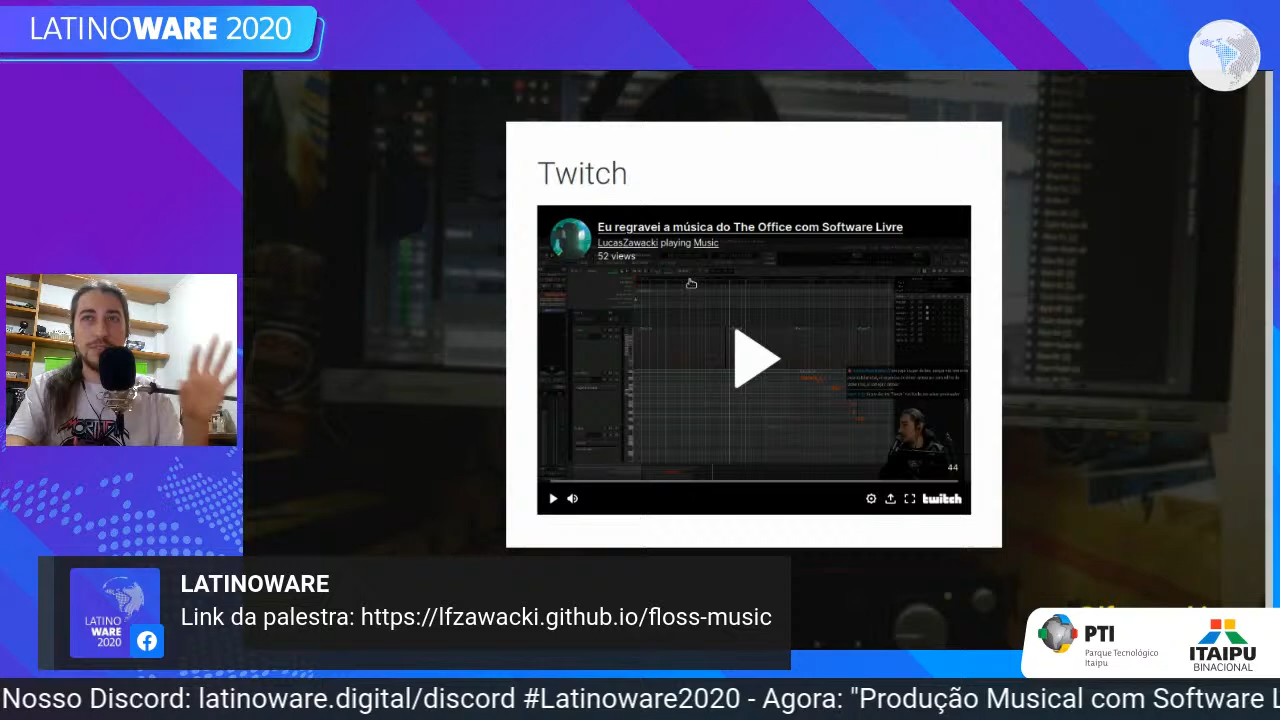 LATINOWARE 2020
Twitch
Eu regravei a música do The Office com Software Livre
LucasZawacki playing Music
52 views
44
twitch
LATINOWARE
Link da palestra: https://lfzawacki.github.io/floss-music
LATINO
WARE
2020
PTI
Parque Tecnológico
Itaipu
ITAIPU
BINACIONAL
Nosso Discord: latinoware.digital/discord #Latinoware2020 - Agora: "Produção Musical com Software L